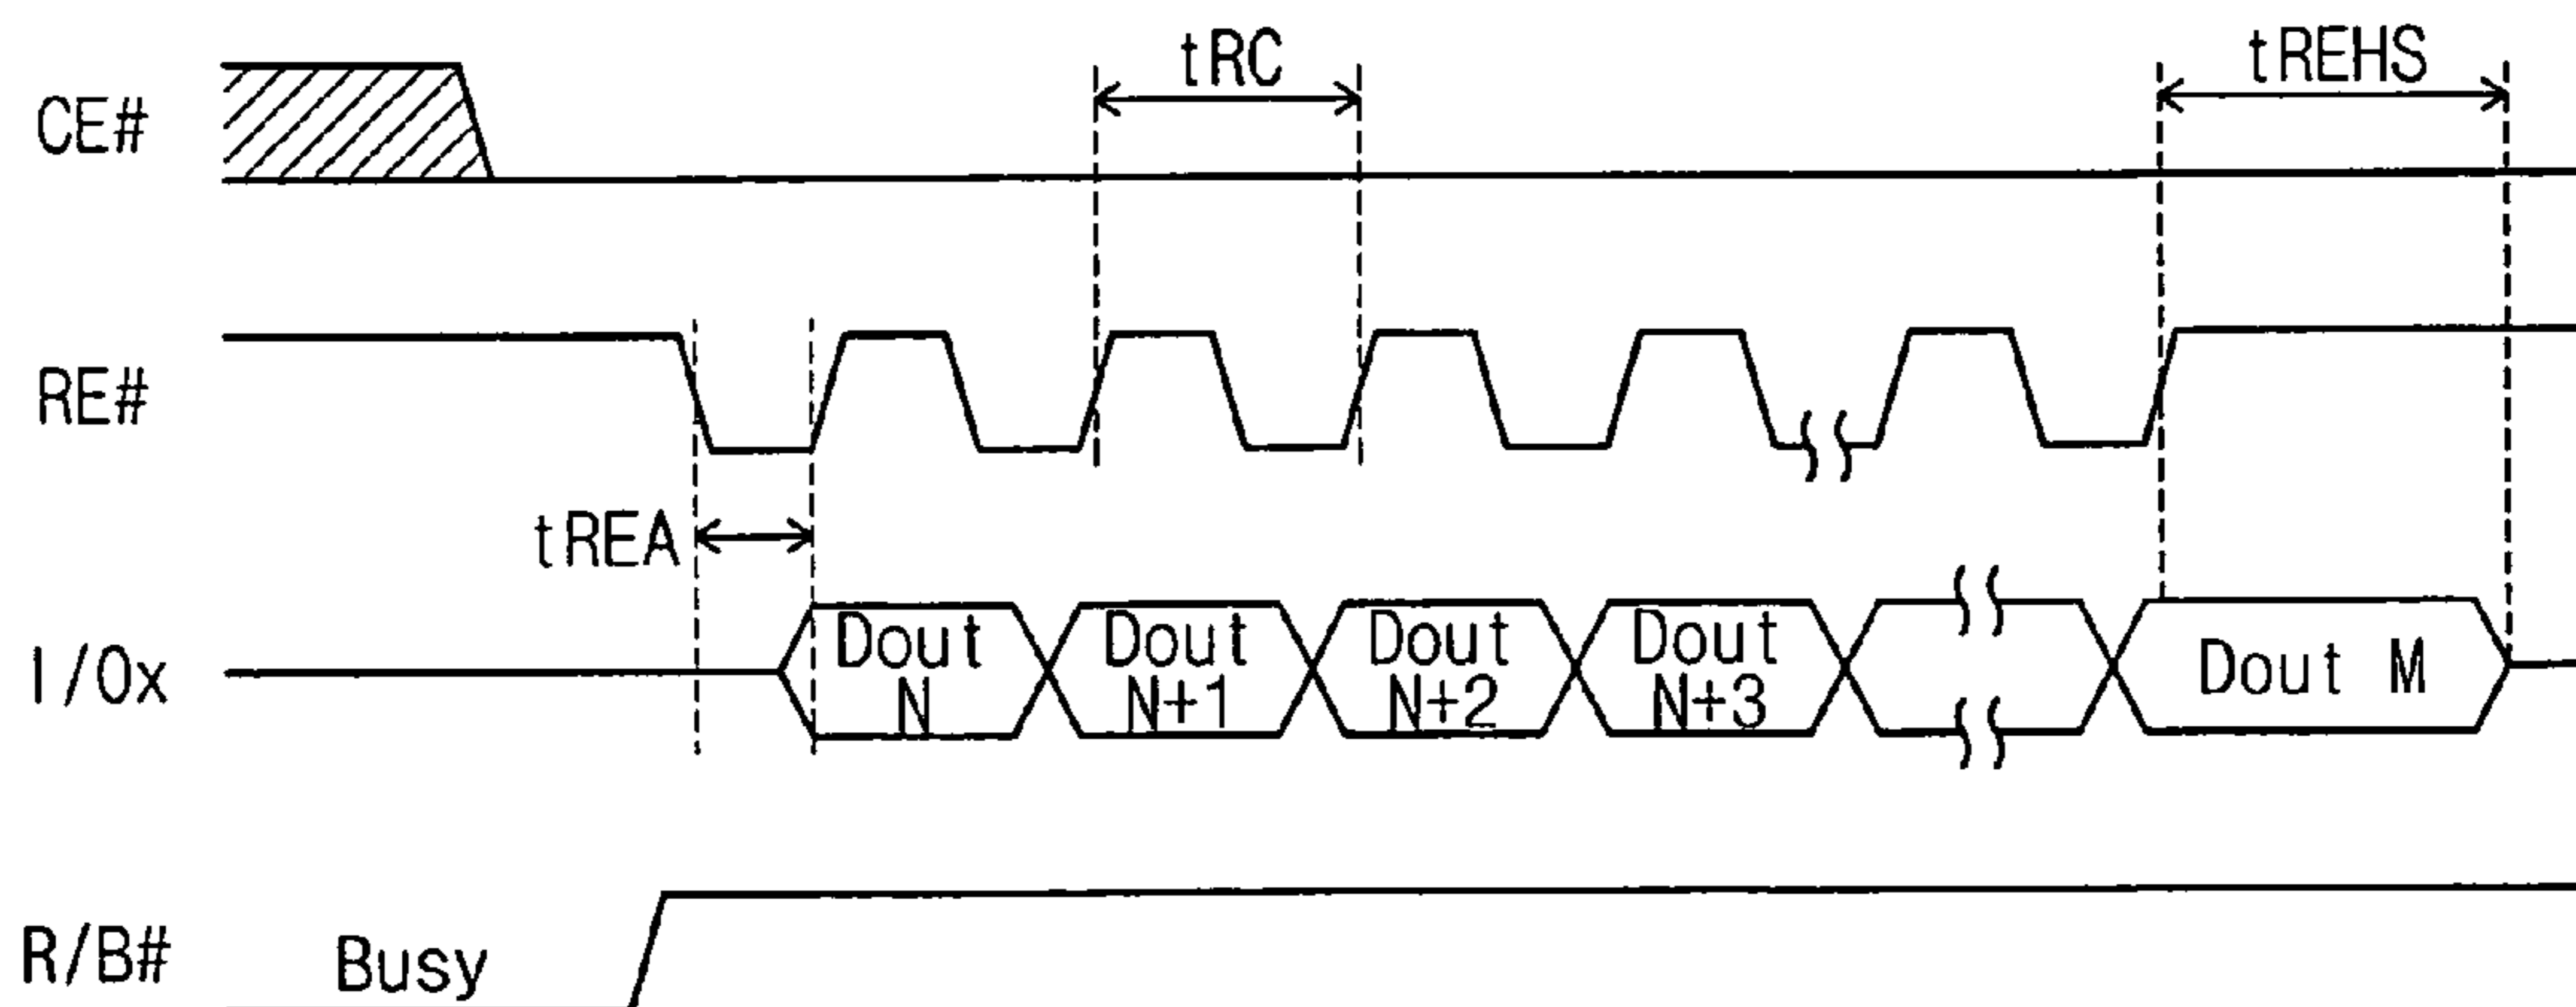 tRC
tREHS
CE#
RE#
tREA
I/Ox
Dout
N
Dout
N+1
Dout
N+2
Dout
N+3
Dout M
R/B#
Busy